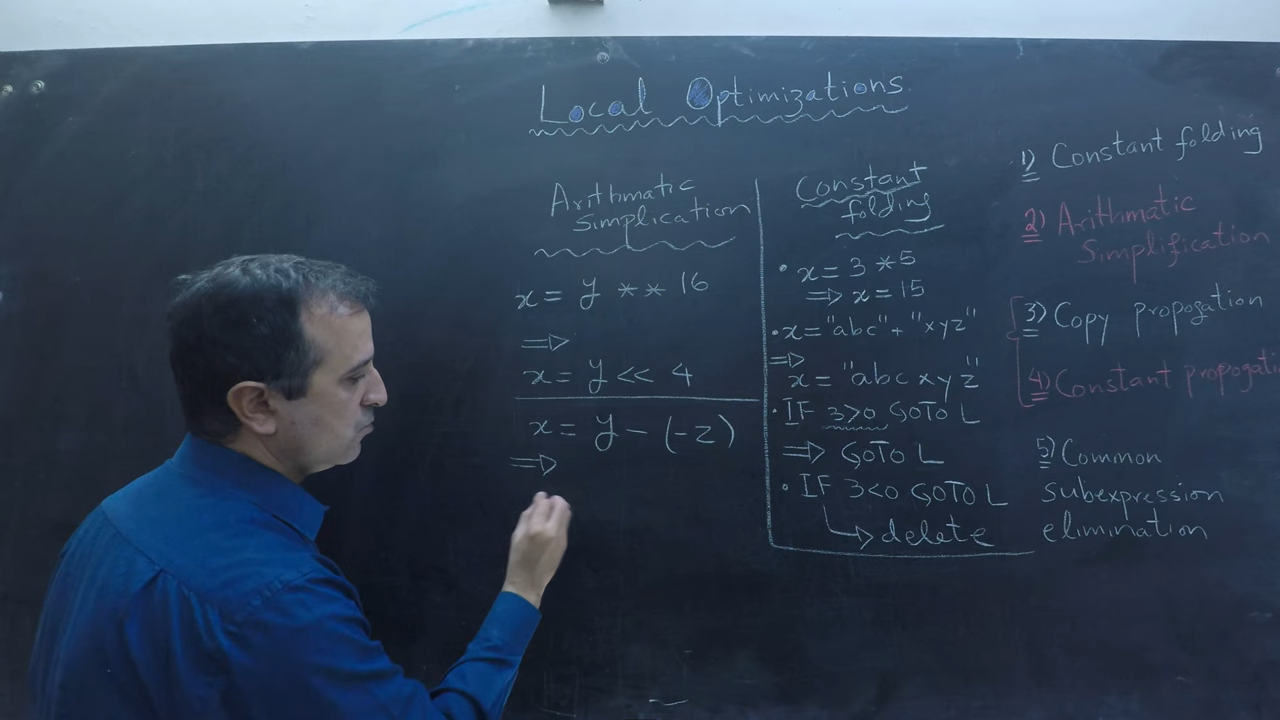 Local Optimizations.
Arithmatic
Simplication
x = y ** 16
⇒
x = y << 4
x = y - (-z)
⇒
Constant
folding
• x = 3 * 5
⇒ x = 15
• x = "abc" + "xyz"
⇒
x = "abcxyz"
• IF 3>0 GOTO L
⇒ GOTO L
• IF 3<0 GOTO L
↳ delete
1) Constant folding
2) Arithmatic
Simplification
3) Copy propogation
4) Constant propogati
5) Common
subexpression
elimination